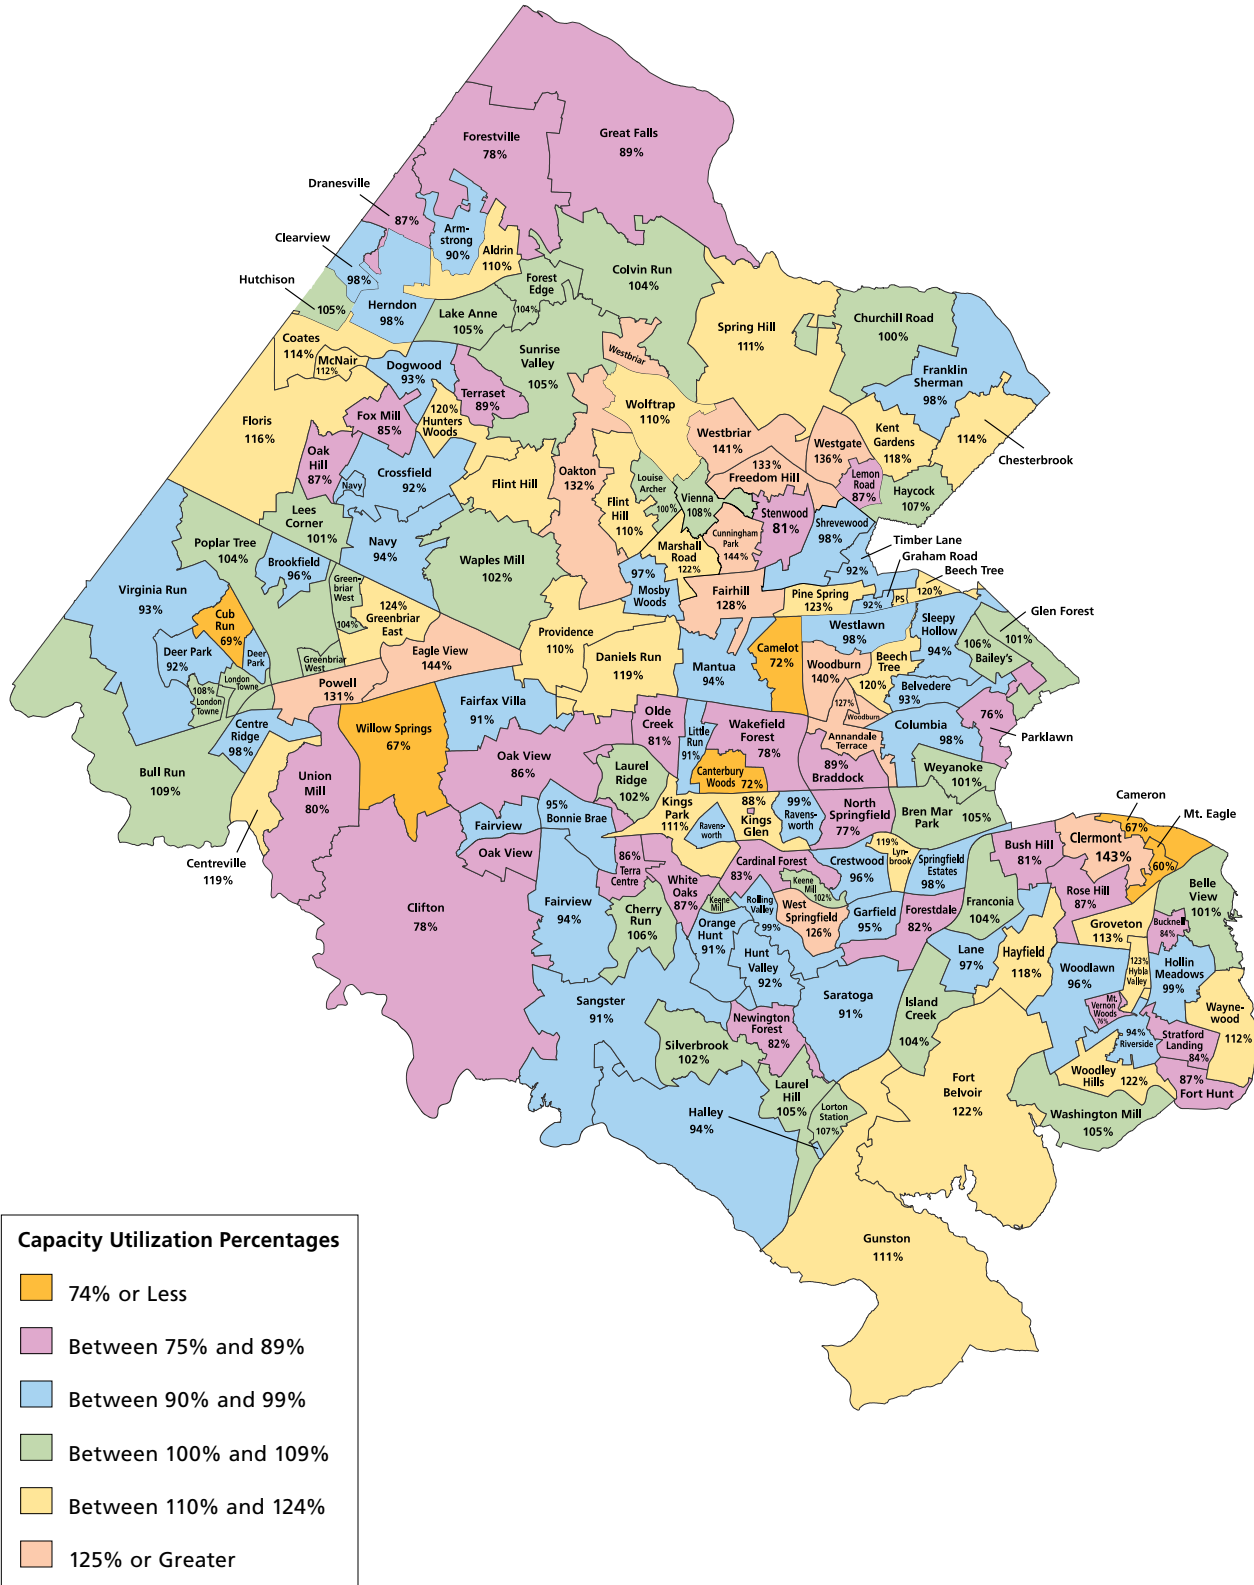 Forestville
78%
Great Falls
89%
Dranesville
87%
Arm-
strong
90%
Clearview
98%
Aldrin
110%
Hutchison
105%
Herndon
98%
Forest
Edge
104%
Colvin Run
104%
Lake Anne
105%
Spring Hill
111%
Churchill Road
100%
Coates
114%
McNair
112%
Dogwood
93%
Sunrise
Valley
105%
Westbriar
Franklin
Sherman
98%
Terraset
89%
Fox Mill
85%
120%
Hunters
Woods
Wolftrap
110%
Floris
116%
Westbriar
141%
Westgate
136%
Kent
Gardens
118%
114%
Chesterbrook
Oak
Hill
87%
Crossfield
92%
Navy
Flint Hill
Oakton
132%
133%
Freedom Hill
Lemon
Road
87%
Haycock
107%
Louise
Archer
100%
Vienna
108%
Flint
Hill
110%
Stenwood
81%
Lees
Corner
101%
Shrevewood
98%
Cunningham
Park
144%
Timber Lane
92%
Graham Road
Poplar Tree
104%
Navy
94%
Marshall
Road
122%
Beech Tree
Brookfield
96%
Waples Mill
102%
97%
Mosby
Woods
Fairhill
128%
Pine Spring
123%
92%
PS
120%
Virginia Run
93%
Green-
briar
West
104%
124%
Greenbriar
East
Cub
Run
69%
Glen Forest
101%
Westlawn
98%
Sleepy
Hollow
94%
106%
Bailey's
Providence
110%
Deer Park
92%
Deer
Park
Greenbriar
West
Eagle View
144%
Daniels Run
119%
Mantua
94%
Camelot
72%
Woodburn
140%
Beech
Tree
120%
London
Towne
108%
London
Towne
Powell
131%
Belvedere
93%
Fairfax Villa
91%
127%
Woodburn
76%
Parklawn
Centre
Ridge
98%
Willow Springs
67%
Olde
Creek
81%
Little
Run
91%
Wakefield
Forest
78%
Annandale
Terrace
Columbia
98%
Oak View
86%
89%
Braddock
Bull Run
109%
Union
Mill
80%
Laurel
Ridge
102%
Canterbury
Woods
72%
Weyanoke
101%
Centreville
119%
95%
Bonnie Brae
Fairview
Kings
Park
111%
88%
Kings
Glen
99%
Ravens-
worth
North
Springfield
77%
Bren Mar
Park
105%
Ravens-
worth
Cameron
67%
Mt. Eagle
60%
Clermont
143%
Bush Hill
81%
Oak View
86%
Terra
Centre
Cardinal Forest
83%
Crestwood
96%
119%
Lyn-
brook
Springfield
Estates
98%
Rose Hill
87%
Belle
View
101%
Clifton
78%
Fairview
94%
White
Oaks
87%
Keene
Mill
102%
Keene
Mill
Rolling
Valley
99%
West
Springfield
126%
Garfield
95%
Forestdale
82%
Franconia
104%
Cherry
Run
106%
Orange
Hunt
91%
Groveton
113%
Bucknell
84%
Hunt
Valley
92%
Lane
97%
Hayfield
118%
Woodlawn
96%
123%
Hybla
Valley
Hollin
Meadows
99%
Sangster
91%
Saratoga
91%
Island
Creek
104%
Mt.
Vernon
Woods
76%
Wayne-
wood
112%
Newington
Forest
82%
94%
Riverside
Stratford
Landing
84%
Silverbrook
102%
Fort
Belvoir
122%
Woodley
Hills
122%
87%
Fort Hunt
Laurel
Hill
105%
Halley
94%
Lorton
Station
107%
Washington Mill
105%
Gunston
111%
Capacity Utilization Percentages
74% or Less
Between 75% and 89%
Between 90% and 99%
Between 100% and 109%
Between 110% and 124%
125% or Greater